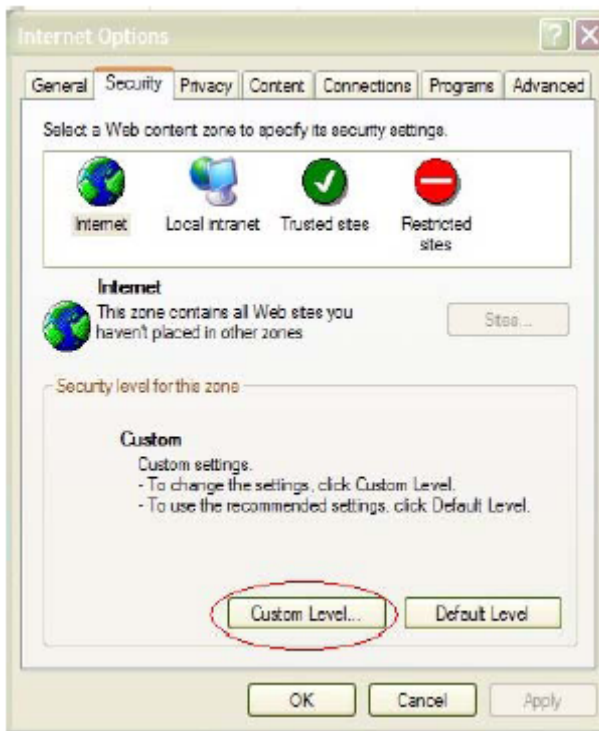 Internet Options
General Security Privacy Content Connections Programs Advanced
Select a Web content zone to specify its security settings.
Internet Local intranet Trusted sites Restricted
sites
Internet
This zone contains all Web sites you
haven't placed in other zones
Sites...
Security level for this zone
Custom
Custom settings.
- To change the settings, click Custom Level.
- To use the recommended settings, click Default Level.
Custom Level... Default Level
OK Cancel Apply